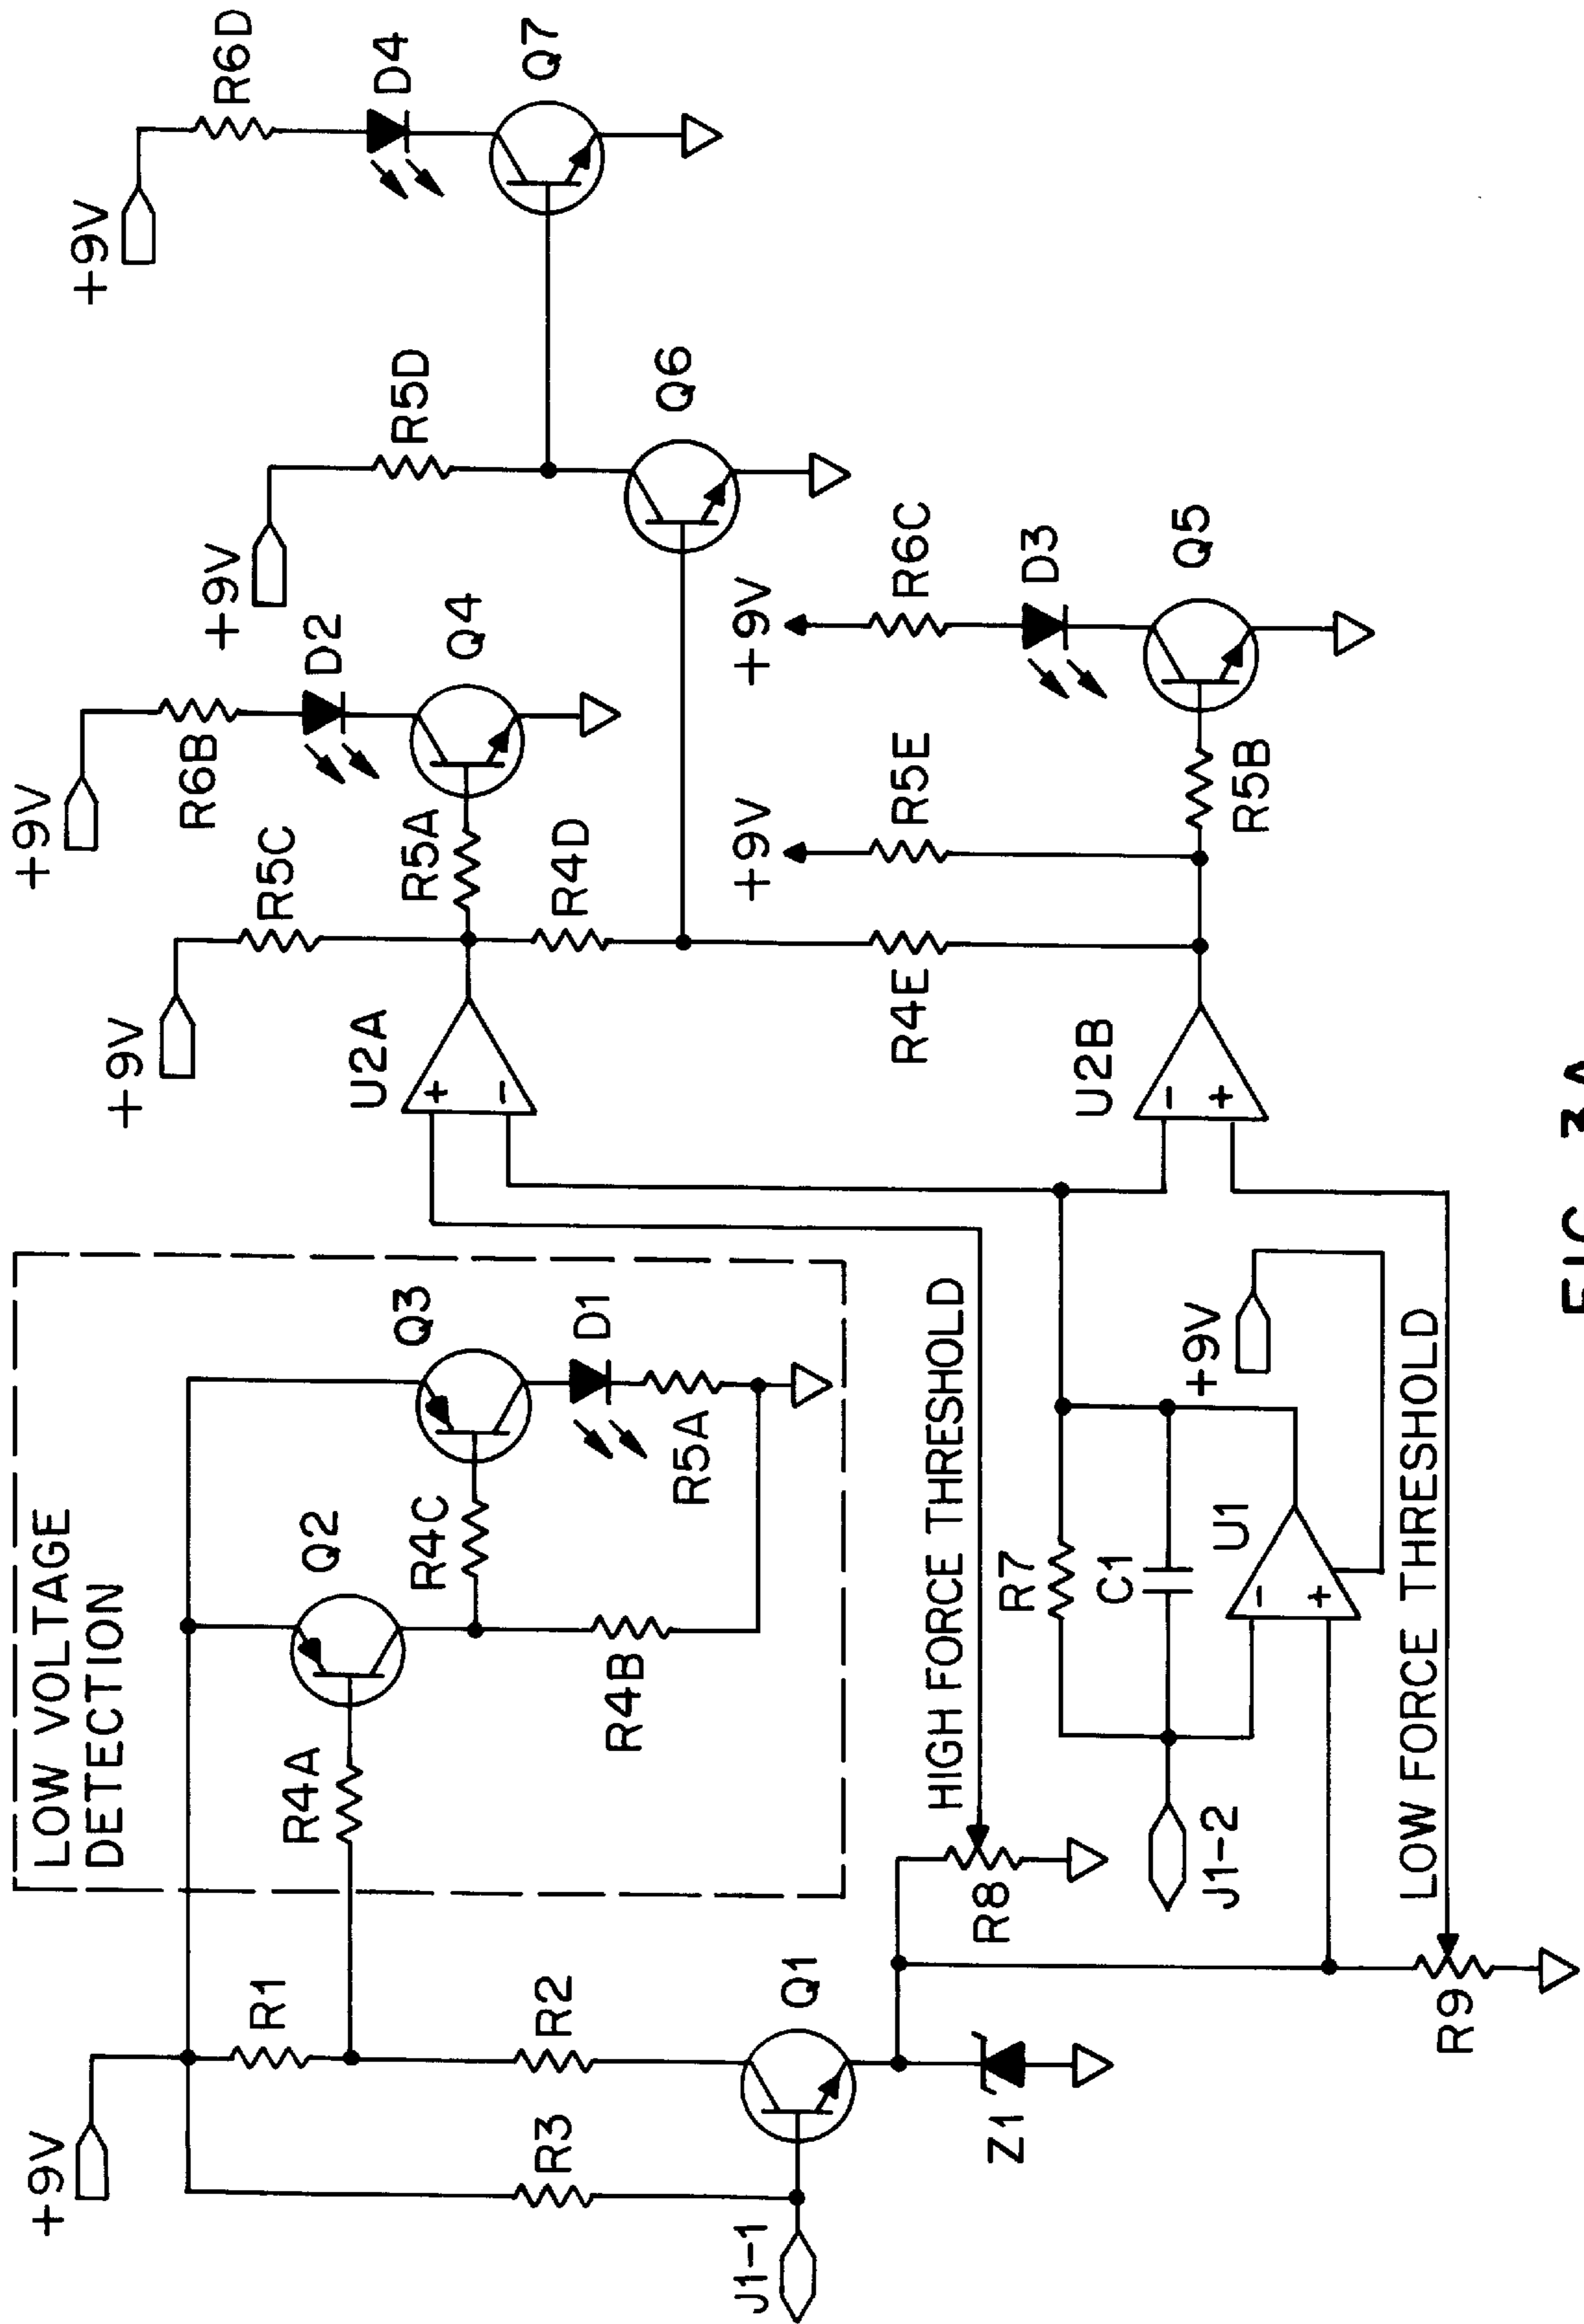 +9V
R6D
D4
Q7
+9V
R5D
Q6
+9V
R6B
D2
Q4
+9V
R5C
R5A
R4D
U2A
+
-
+9V
R6C
D3
Q5
+9V
R5E
R5B
R4E
U2B
-
+
LOW VOLTAGE
DETECTION
Q3
D1
R5A
Q2
R4C
R4B
R4A
HIGH FORCE THRESHOLD
R8
+9V
R7
C1
U1
-
+
J1-2
LOW FORCE THRESHOLD
R9
+9V
R1
R2
R3
Q1
Z1
J1-1